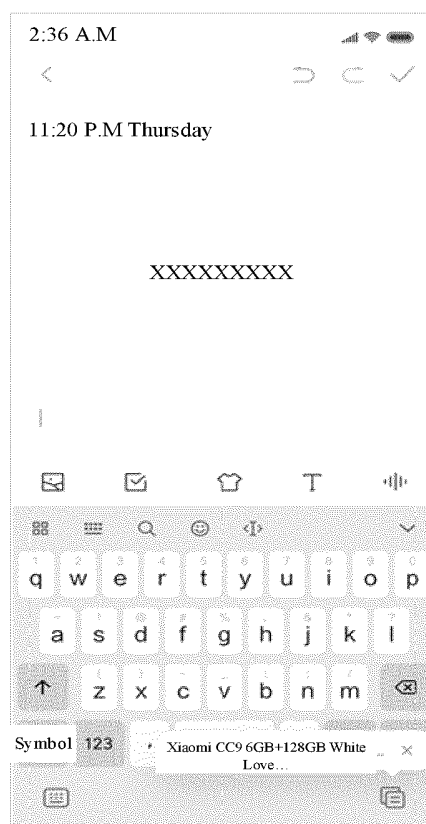 2:36 A.M
11:20 P.M Thursday
XXXXXXXXX
T
q w e r t y u i o p
a s d f g h j k l
z x c v b n m
Symbol 123
Xiaomi CC9 6GB+128GB White
Love…